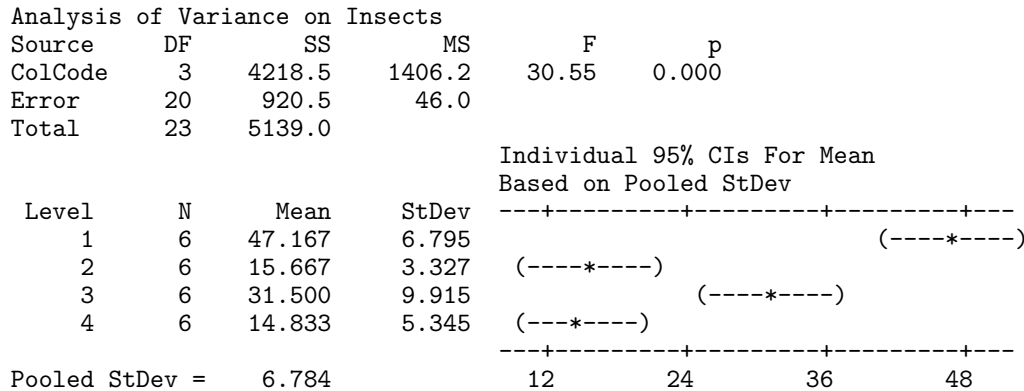 Analysis of Variance on Insects
Source     DF        SS        MS        F        p
ColCode     3    4218.5    1406.2    30.55    0.000
Error      20     920.5      46.0
Total      23    5139.0
                                   Individual 95% CIs For Mean
                                   Based on Pooled StDev
 Level      N      Mean     StDev  ---+---------+---------+---------+---
     1      6    47.167     6.795                             (----*----)
     2      6    15.667     3.327   (----*----)
     3      6    31.500     9.915                (----*----)
     4      6    14.833     5.345   (---*----)
                                   ---+---------+---------+---------+---
Pooled StDev =    6.784              12        24        36        48